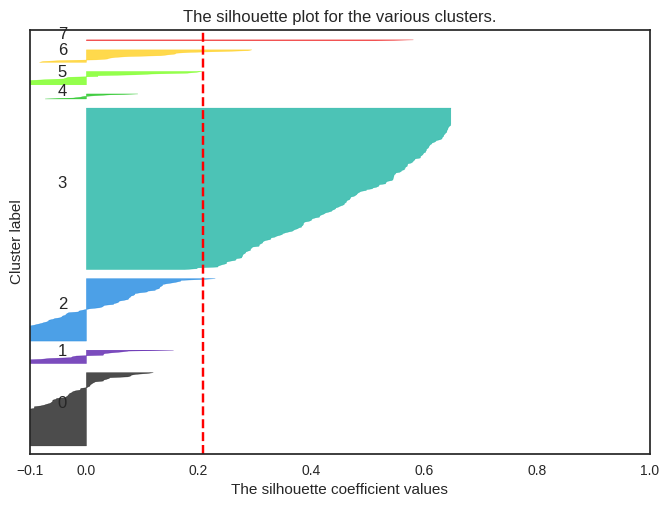 The silhouette plot for the various clusters.
7
6
5
4
3
2
1
0
Cluster label
−0.1 0.0 0.2 0.4 0.6 0.8 1.0
The silhouette coefficient values